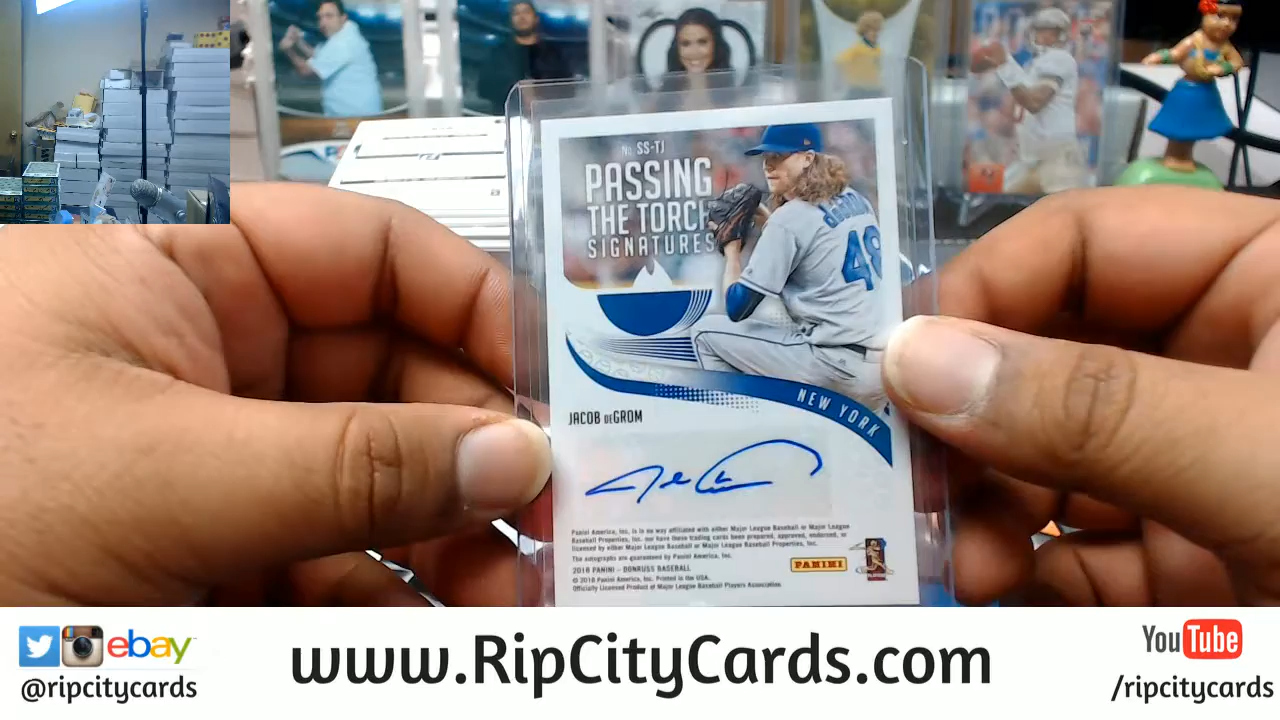 No. SS-TJ
PASSING
THE TORCH
SIGNATURES
deGROM
48
NEW YORK
JACOB deGROM
Panini America, Inc. is in no way affiliated with either Major League Baseball or Major League
Baseball Properties, Inc. nor have these trading cards been prepared, approved, endorsed, or
licensed by either Major League Baseball or Major League Baseball Properties, Inc.
The autographs are guaranteed by Panini America, Inc.
2018 PANINI – DONRUSS BASEBALL
© 2018 Panini America, Inc. Printed in the USA.
Officially Licensed Product of Major League Baseball Players Association
PANINI
ebay
@ripcitycards
www.RipCityCards.com
YouTube
/ripcitycards